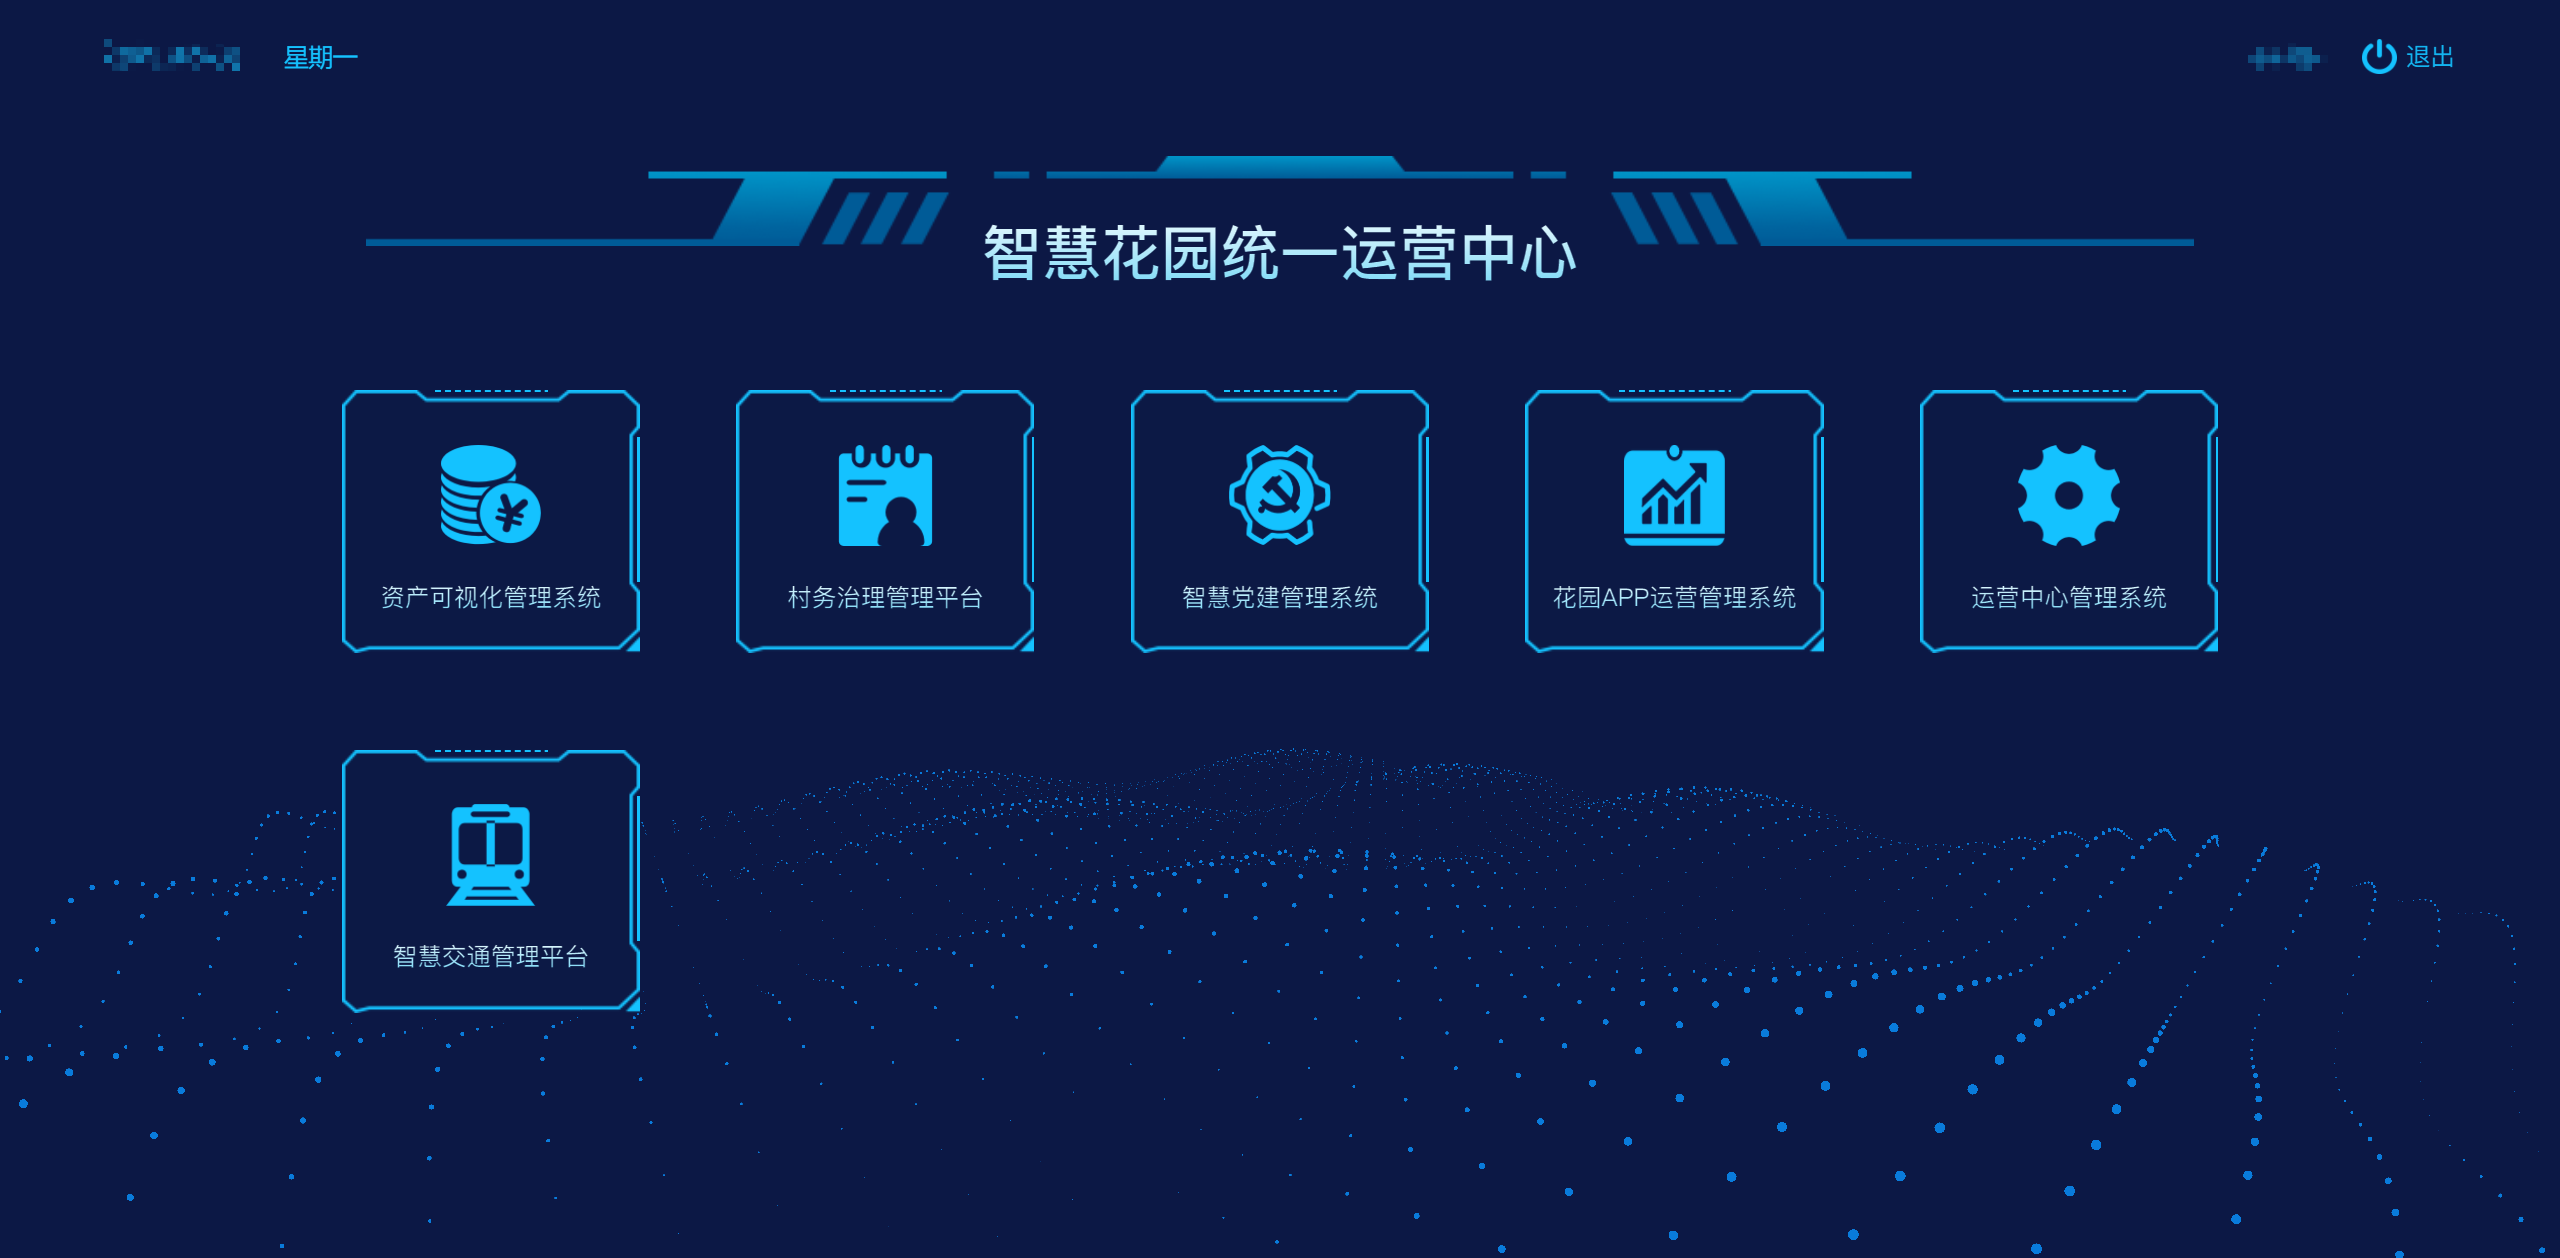 星期一
退出
智慧花园统一运营中心
资产可视化管理系统
村务治理管理平台
智慧党建管理系统
花园APP运营管理系统
运营中心管理系统
智慧交通管理平台